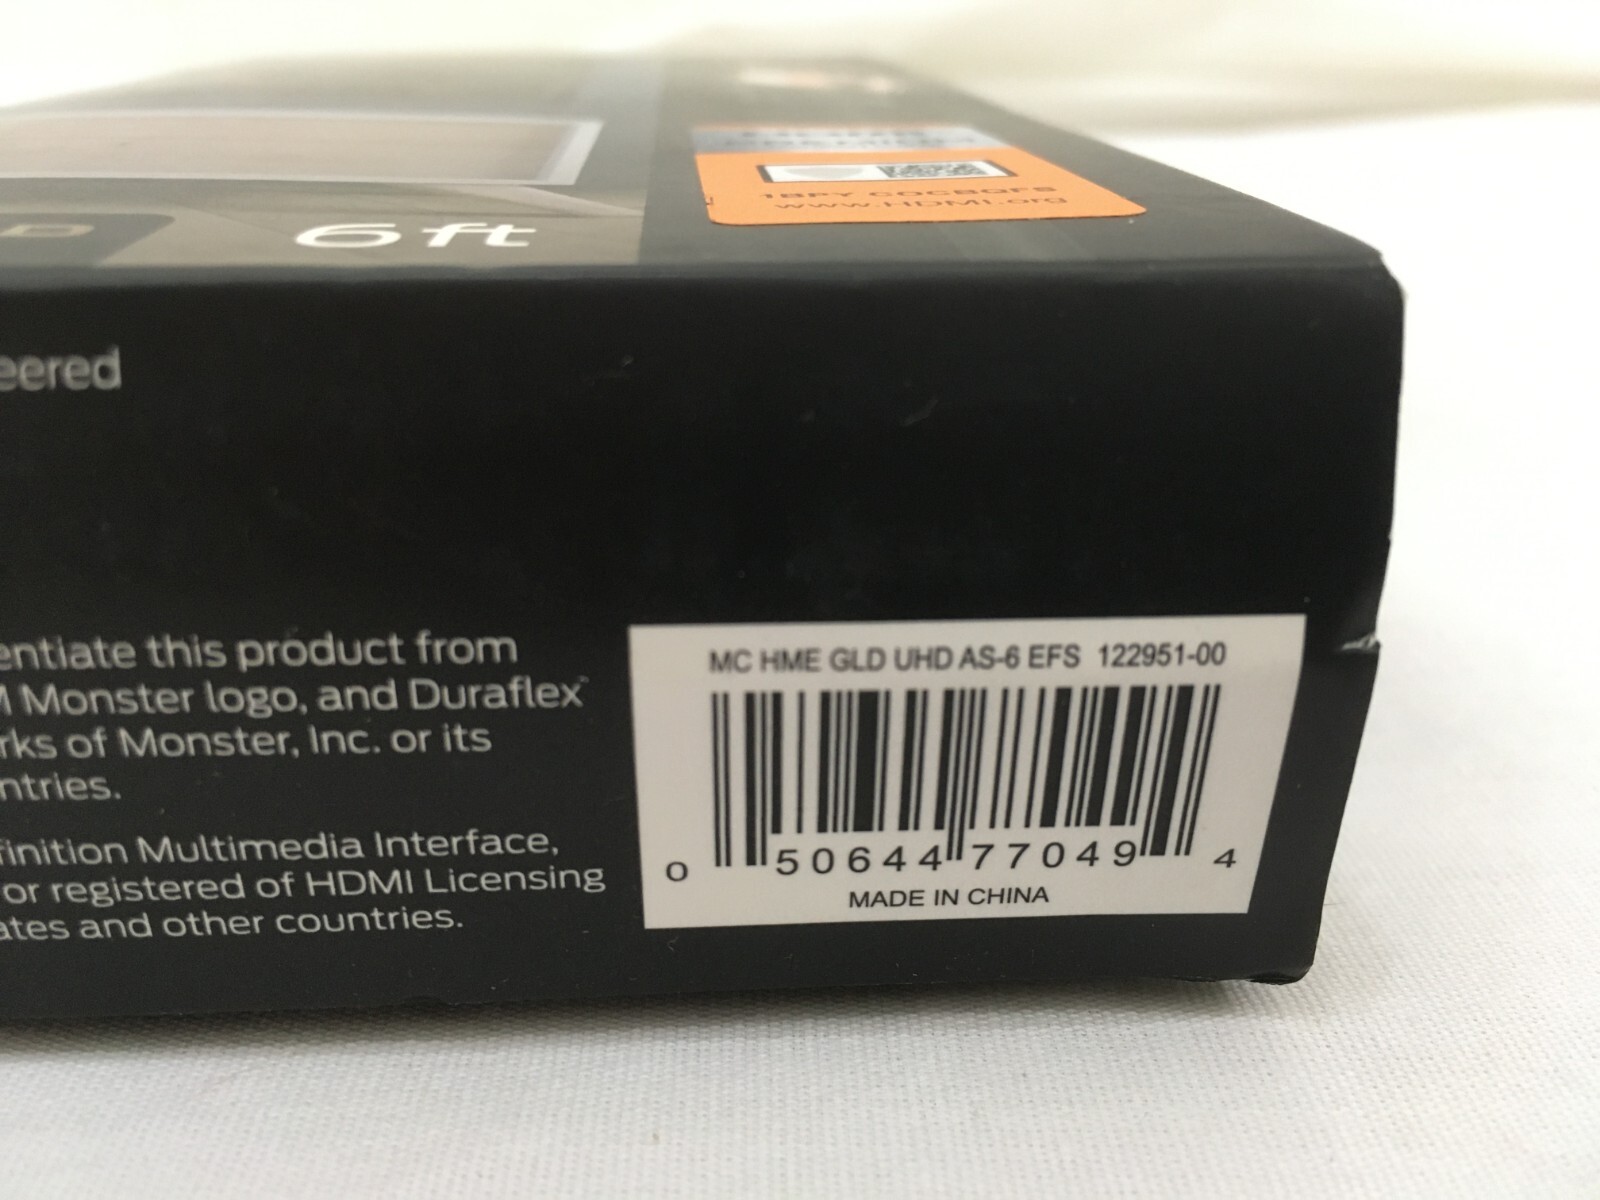 D
6ft
www.HDMI.org
eered
entiate this product from
M Monster logo, and Duraflex
rks of Monster, Inc. or its
ntries.
finition Multimedia Interface,
or registered of HDMI Licensing
ates and other countries.
MC HME GLD UHD AS-6 EFS 122951-00
0 50644 77049 4
MADE IN CHINA